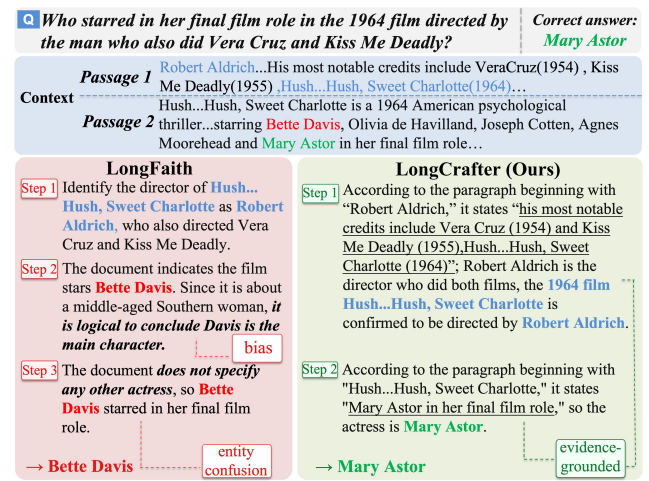 Q Who starred in her final film role in the 1964 film directed by
the man who also did Vera Cruz and Kiss Me Deadly?
Correct answer:
Mary Astor
Context
Passage 1
Robert Aldrich...His most notable credits include VeraCruz(1954) , Kiss
Me Deadly(1955) ,Hush...Hush, Sweet Charlotte(1964)…
Passage 2
Hush...Hush, Sweet Charlotte is a 1964 American psychological
thriller...starring Bette Davis, Olivia de Havilland, Joseph Cotten, Agnes
Moorehead and Mary Astor in her final film role…
LongFaith
Step 1
Identify the director of Hush...
Hush, Sweet Charlotte as Robert
Aldrich, who also directed Vera
Cruz and Kiss Me Deadly.
Step 2
The document indicates the film
stars Bette Davis. Since it is about
a middle-aged Southern woman, it
is logical to conclude Davis is the
main character.
bias
Step 3
The document does not specify
any other actress, so Bette
Davis starred in her final film
role.
entity
confusion
→ Bette Davis
LongCrafter (Ours)
Step 1
According to the paragraph beginning with
“Robert Aldrich,” it states “his most notable
credits include Vera Cruz (1954) and Kiss
Me Deadly (1955),Hush...Hush, Sweet
Charlotte (1964)”; Robert Aldrich is the
director who did both films, the 1964 film
Hush...Hush, Sweet Charlotte is
confirmed to be directed by Robert Aldrich.
Step 2
According to the paragraph beginning with
"Hush...Hush, Sweet Charlotte," it states
"Mary Astor in her final film role," so the
actress is Mary Astor.
evidence-
grounded
→ Mary Astor